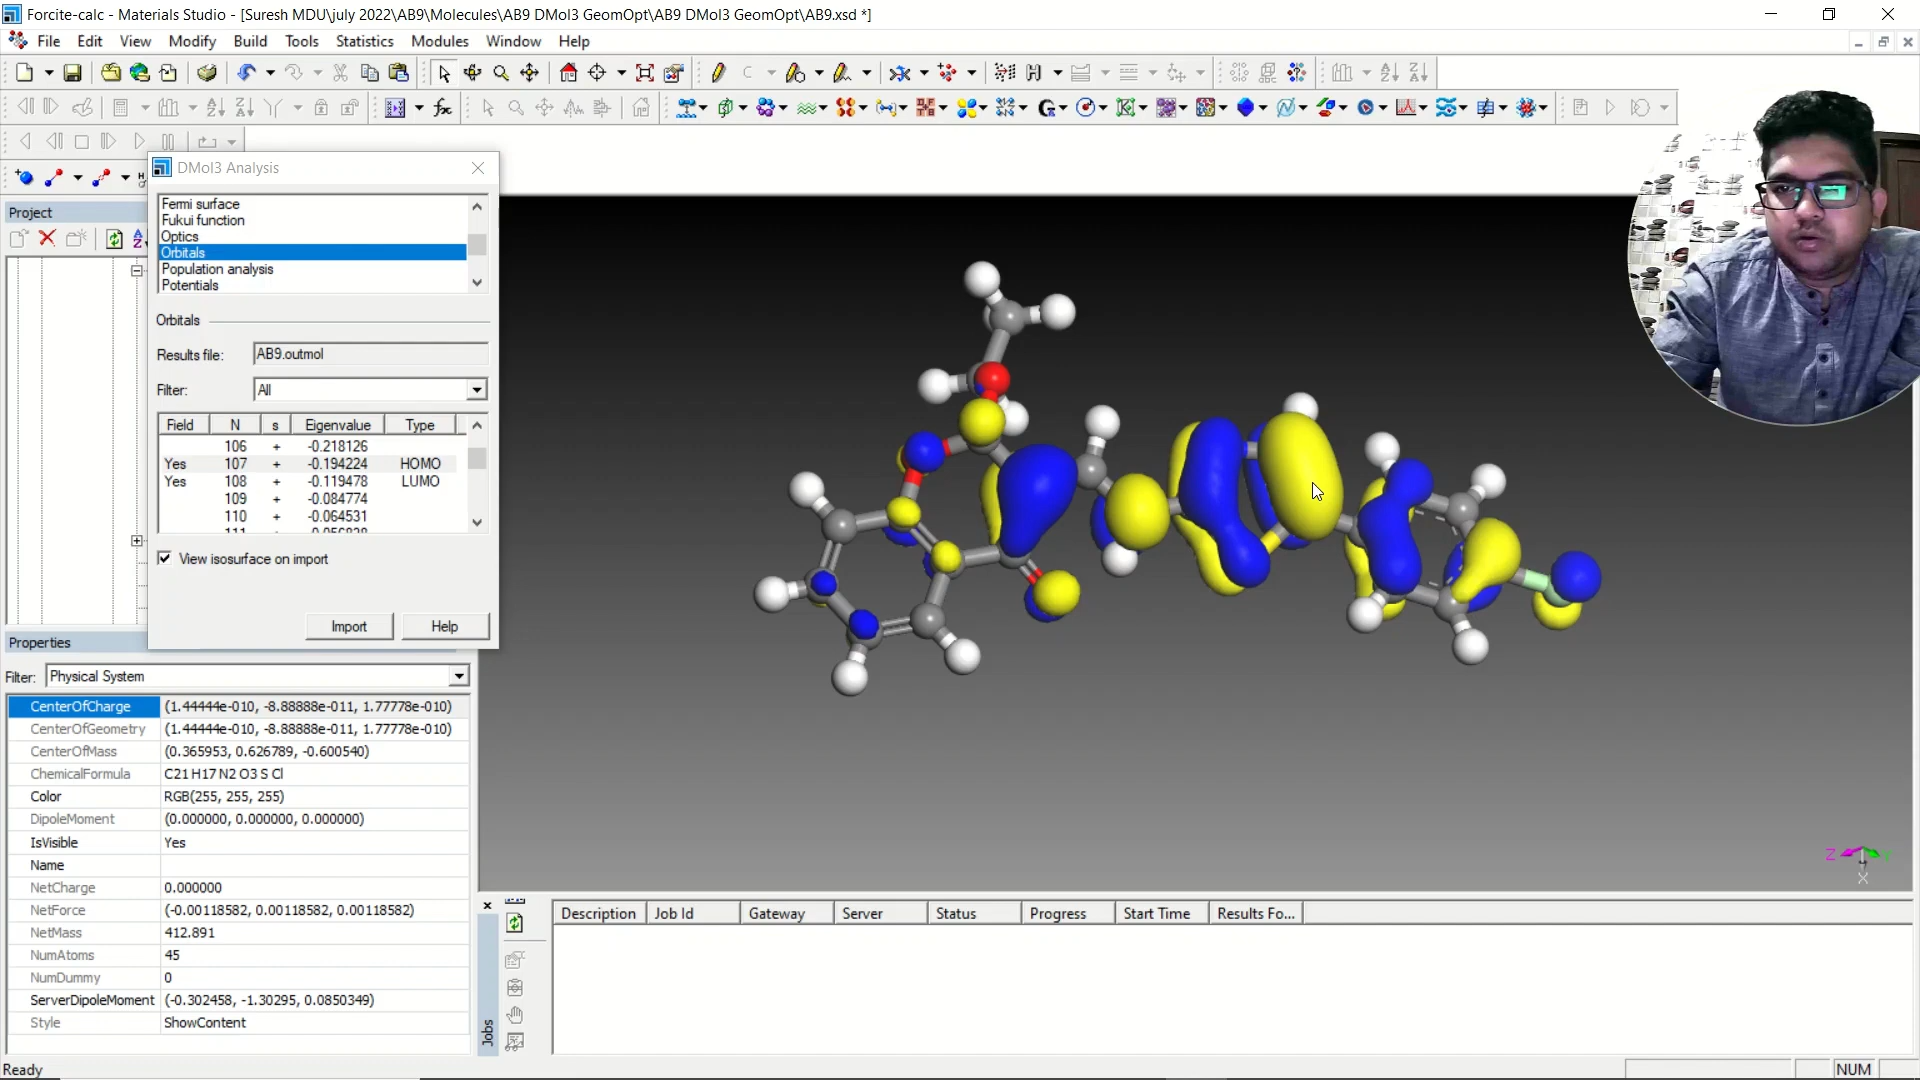 Forcite-calc - Materials Studio - [Suresh MDU\july 2022\AB9\Molecules\AB9 DMol3 GeomOpt\AB9 DMol3 GeomOpt\AB9.xsd *]
File Edit View Modify Build Tools Statistics Modules Window Help
DMol3 Analysis
Project
Fermi surface
Fukui function
Optics
Orbitals
Population analysis
Potentials
Orbitals
Results file: AB9.outmol
Filter: All
Field N s Eigenvalue Type
106 + -0.218126
Yes 107 + -0.194224 HOMO
Yes 108 + -0.119478 LUMO
109 + -0.084774
110 + -0.064531
View isosurface on import
Import Help
Properties
Filter: Physical System
CenterOfCharge (1.44444e-010, -8.88888e-011, 1.77778e-010)
CenterOfGeometry (1.44444e-010, -8.88888e-011, 1.77778e-010)
CenterOfMass (0.365953, 0.626789, -0.600540)
ChemicalFormula C21 H17 N2 O3 S Cl
Color RGB(255, 255, 255)
DipoleMoment (0.000000, 0.000000, 0.000000)
IsVisible Yes
Name
NetCharge 0.000000
NetForce (-0.00118582, 0.00118582, 0.00118582)
NetMass 412.891
NumAtoms 45
NumDummy 0
ServerDipoleMoment (-0.302458, -1.30295, 0.0850349)
Style ShowContent
Z
X
Jobs
Description Job Id Gateway Server Status Progress Start Time Results Fo...
Ready
NUM